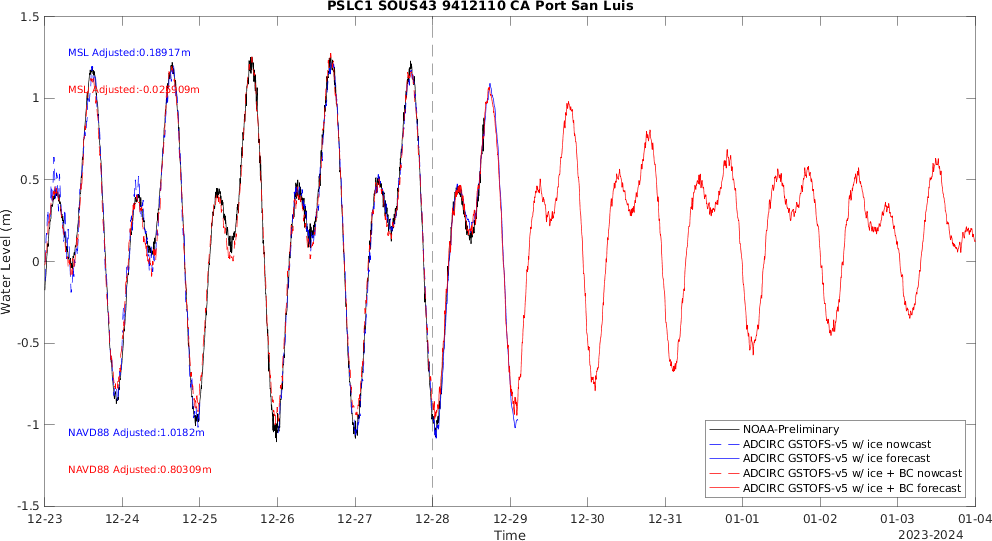 PSLC1 SOUS43 9412110 CA Port San Luis
MSL Adjusted:0.18917m
NAVD88 Adjusted:1.0182m
NAVD88 Adjusted:0.80309m
Water Level (m)
1.5
1
0.5
0
-0.5
-1
-1.5
NOAA-Preliminary
ADCIRC GSTOFS-v5 w/ ice nowcast
ADCIRC GSTOFS-v5 w/ ice forecast
ADCIRC GSTOFS-v5 w/ ice + BC nowcast
ADCIRC GSTOFS-v5 w/ ice + BC forecast
12-23 12-24 12-25 12-26 12-27 12-28 12-29 12-30 12-31 01-01 01-02 01-03 01-04
Time
2023-2024